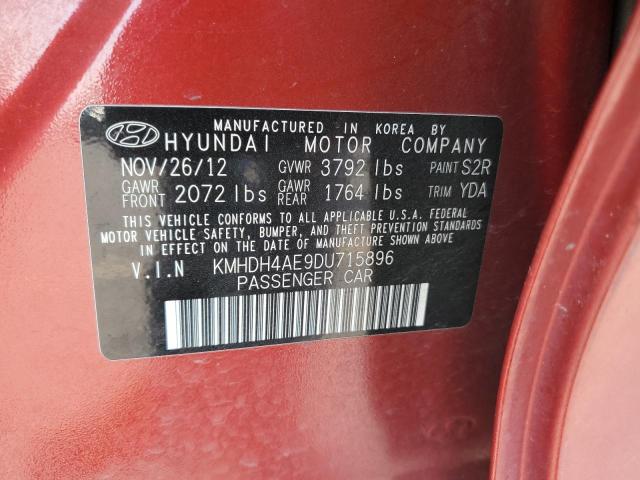 MANUFACTURED IN KOREA BY
HYUNDAI MOTOR COMPANY
NOV/26/12 GVWR 3792 lbs PAINT S2R
GAWR FRONT 2072 lbs GAWR REAR 1764 lbs TRIM YDA
THIS VEHICLE CONFORMS TO ALL APPLICABLE U.S.A. FEDERAL
MOTOR VEHICLE SAFETY, BUMPER, AND THEFT PREVENTION STANDARDS
IN EFFECT ON THE DATE OF MANUFACTURE SHOWN ABOVE
V.I.N KMHDH4AE9DU715896
PASSENGER CAR